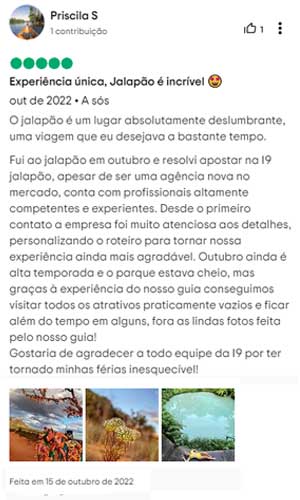 Priscila S
1 contribuição
1
Experiência única, Jalapão é incrível 🤩
out de 2022 • A sós
O jalapão é um lugar absolutamente deslumbrante,
uma viagem que eu desejava a bastante tempo.
Fui ao jalapão em outubro e resolvi apostar na I9
jalapão, apesar de ser uma agência nova no
mercado, conta com profissionais altamente
competentes e experientes. Desde o primeiro
contato a empresa foi muito atenciosa aos detalhes,
personalizando o roteiro para tornar nossa
experiência ainda mais agradável. Outubro ainda é
alta temporada e o parque estava cheio, mas
graças à experiência do nosso guia conseguimos
visitar todos os atrativos praticamente vazios e ficar
além do tempo em alguns, fora as lindas fotos feita
pelo nosso guia!
Gostaria de agradecer a todo equipe da I9 por ter
tornado minhas férias inesquecível!
Feita em 15 de outubro de 2022